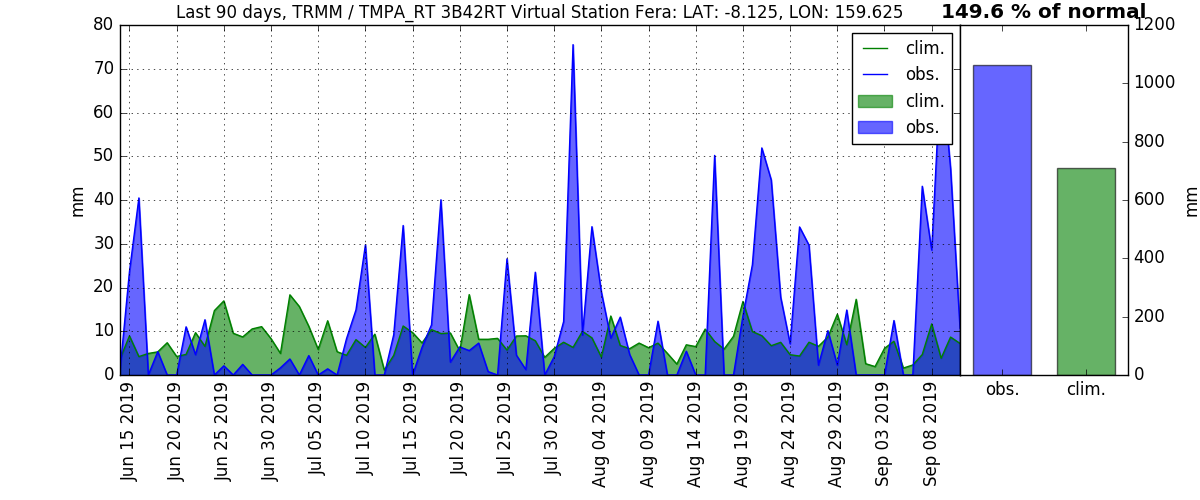 Last 90 days, TRMM / TMPA_RT 3B42RT Virtual Station Fera: LAT: -8.125, LON: 159.625
149.6 % of normal
80
70
60
50
40
30
20
10
0
mm
clim.
obs.
clim.
obs.
1200
1000
800
600
400
200
0
mm
Jun 15 2019
Jun 20 2019
Jun 25 2019
Jun 30 2019
Jul 05 2019
Jul 10 2019
Jul 15 2019
Jul 20 2019
Jul 25 2019
Jul 30 2019
Aug 04 2019
Aug 09 2019
Aug 14 2019
Aug 19 2019
Aug 24 2019
Aug 29 2019
Sep 03 2019
Sep 08 2019
obs.
clim.